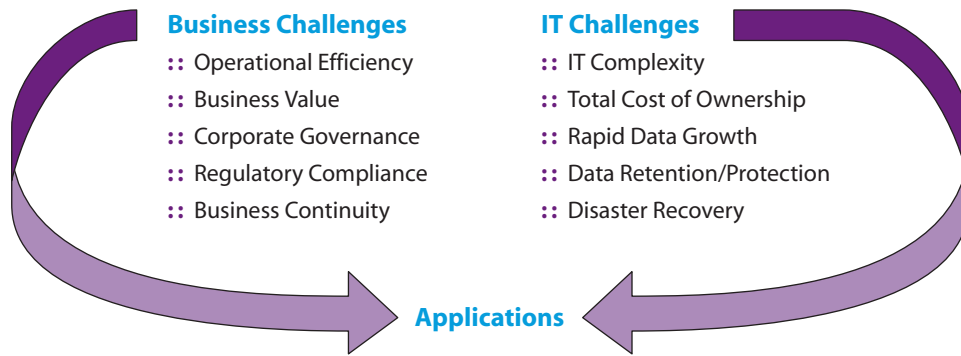 Business Challenges
:: Operational Efficiency
:: Business Value
:: Corporate Governance
:: Regulatory Compliance
:: Business Continuity
IT Challenges
:: IT Complexity
:: Total Cost of Ownership
:: Rapid Data Growth
:: Data Retention/Protection
:: Disaster Recovery
Applications